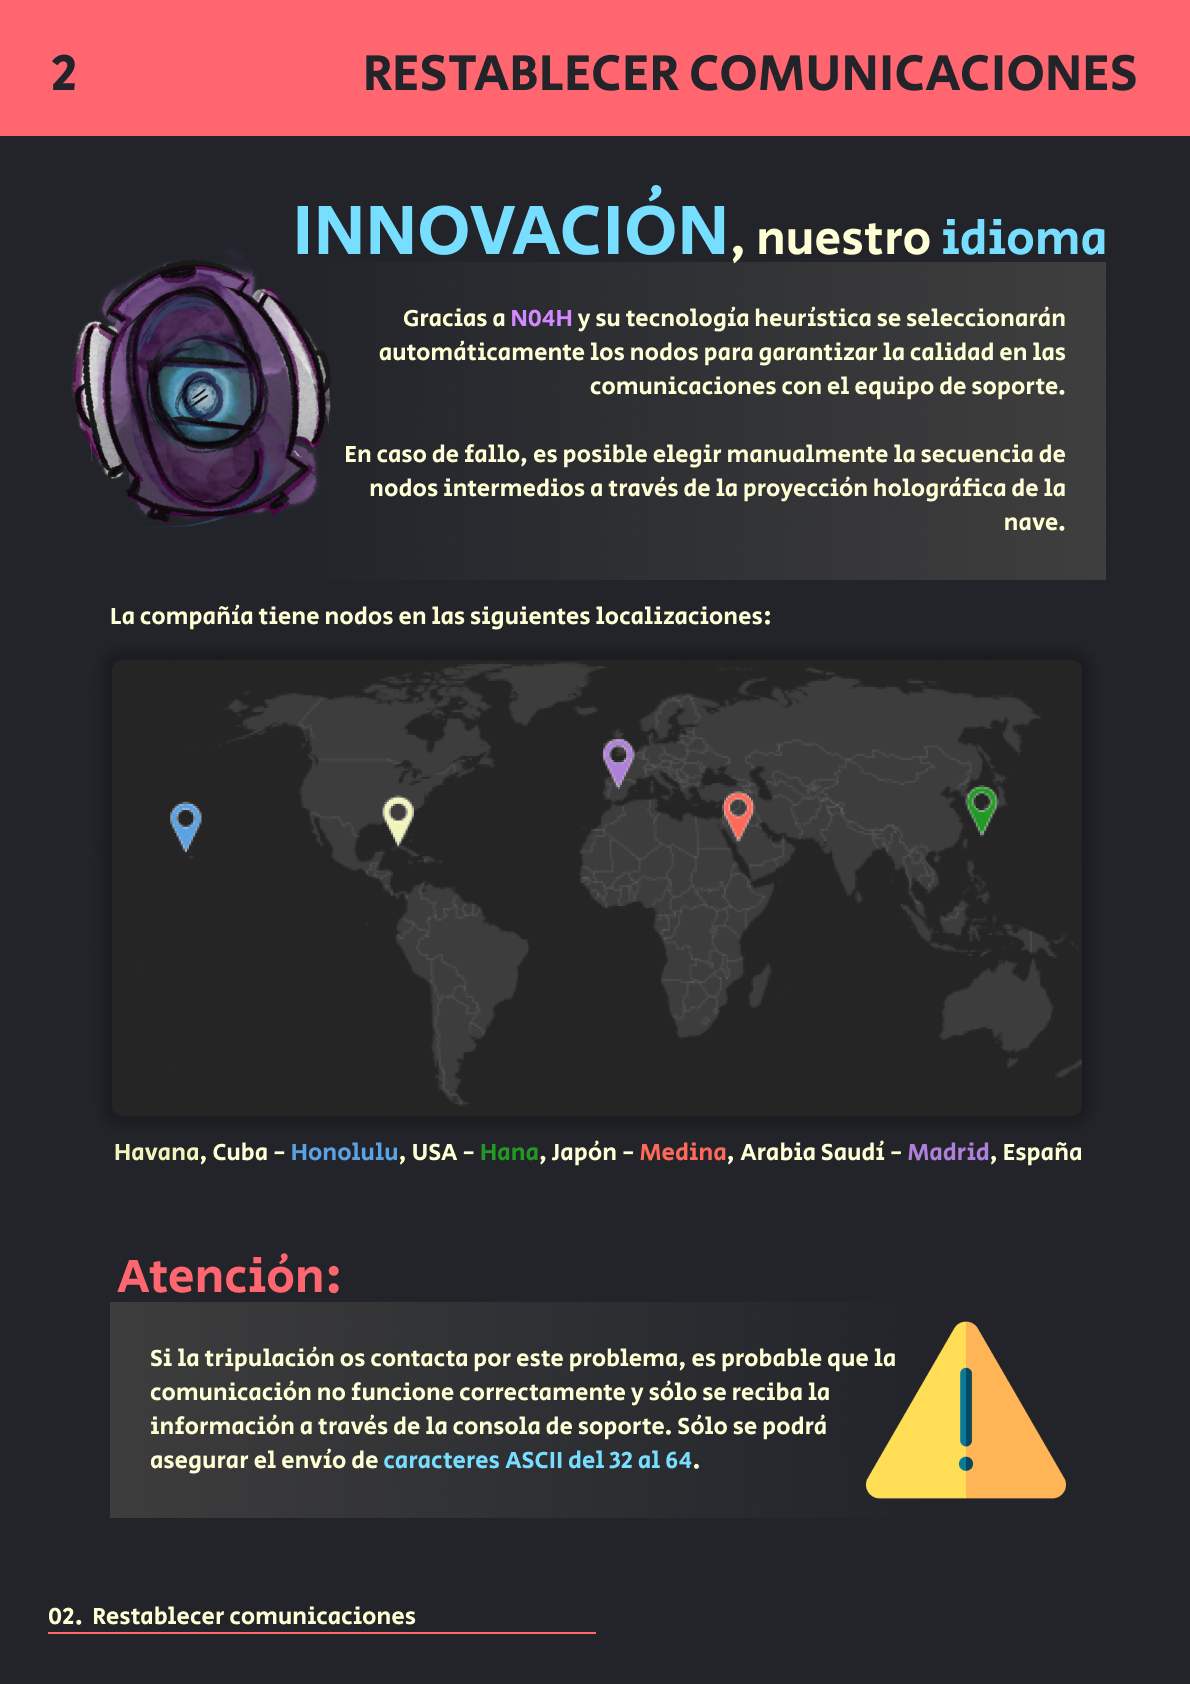 2
RESTABLECER COMUNICACIONES
INNOVACIÓN, nuestro idioma
Gracias a N04H y su tecnología heurística se seleccionarán
automáticamente los nodos para garantizar la calidad en las
comunicaciones con el equipo de soporte.
En caso de fallo, es posible elegir manualmente la secuencia de
nodos intermedios a través de la proyección holográfica de la
nave.
La compañía tiene nodos en las siguientes localizaciones:
Havana, Cuba - Honolulu, USA - Hana, Japón - Medina, Arabia Saudí - Madrid, España
Atención:
Si la tripulación os contacta por este problema, es probable que la
comunicación no funcione correctamente y sólo se reciba la
información a través de la consola de soporte. Sólo se podrá
asegurar el envío de caracteres ASCII del 32 al 64.
02. Restablecer comunicaciones